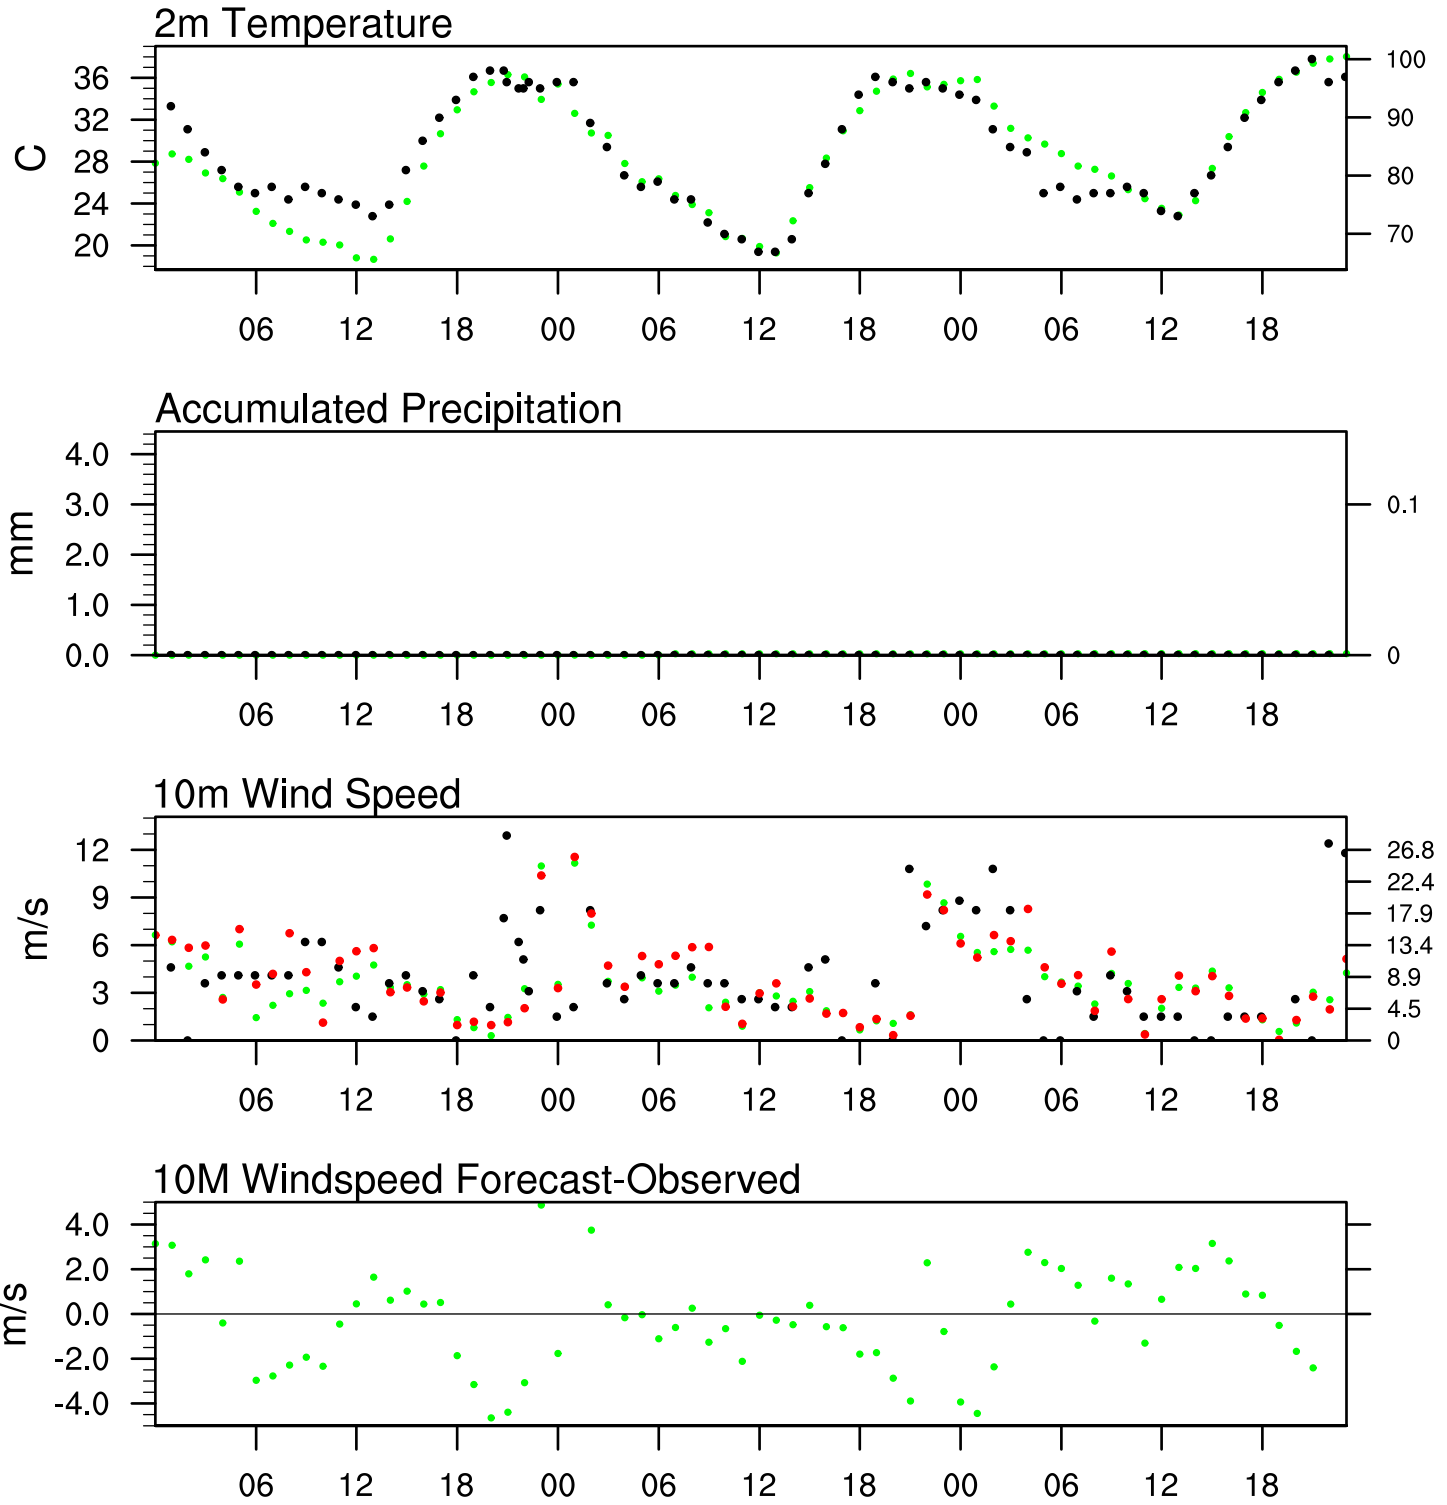 2m Temperature
36 100
32 90
C
28 80
24
20 70
06 12 18 00 06 12 18 00 06 12 18
Accumulated Precipitation
4.0
3.0 0.1
mm
2.0
1.0
0.0 0
06 12 18 00 06 12 18 00 06 12 18
10m Wind Speed
12 26.8
22.4
9
17.9
m/s
6 13.4
8.9
3
4.5
0 0
06 12 18 00 06 12 18 00 06 12 18
10M Windspeed Forecast-Observed
4.0
2.0
m/s
0.0
-2.0
-4.0
06 12 18 00 06 12 18 00 06 12 18